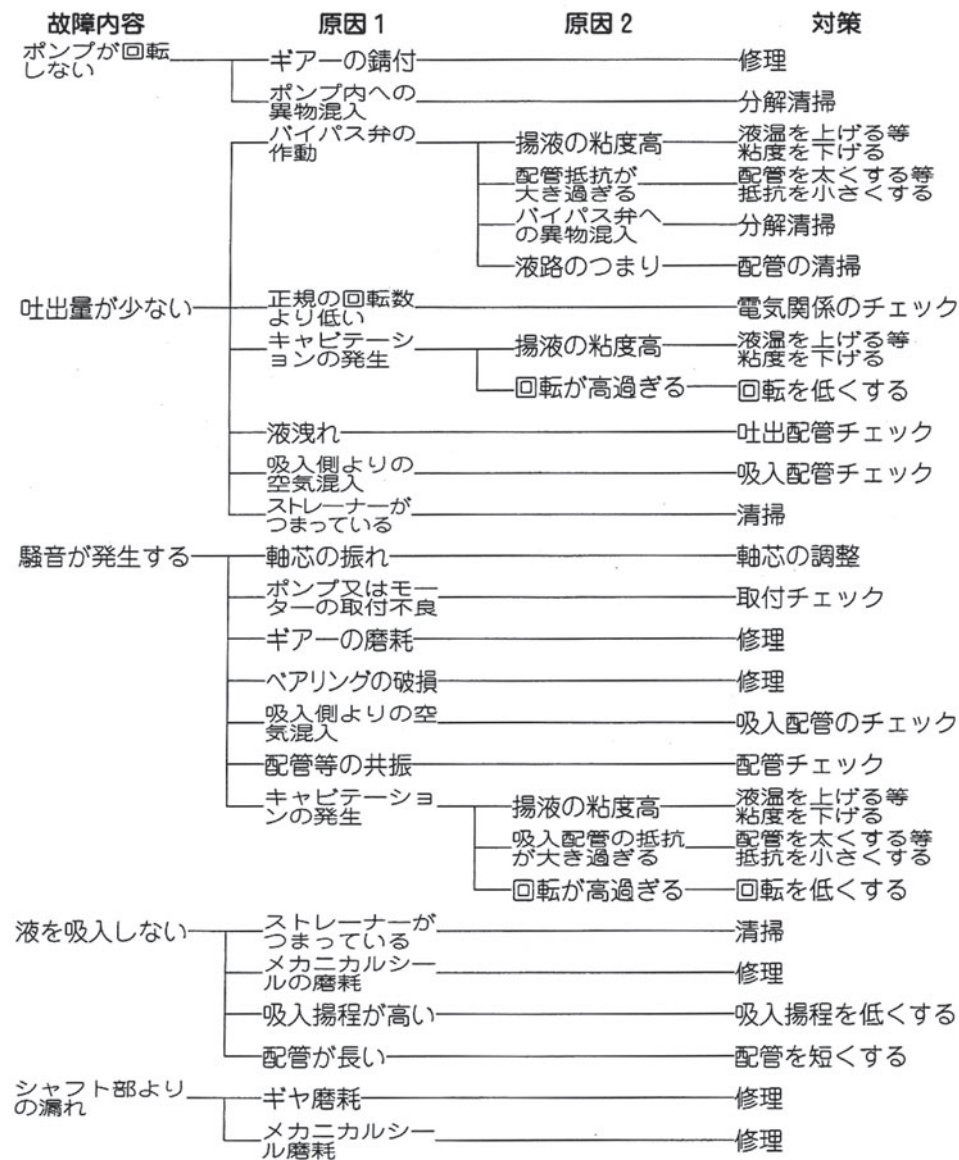 故障内容 原因1 原因2 対策
ポンプが回転
しない
ギアーの錆付 修理
ポンプ内への
異物混入
分解清掃
バイパス弁の
作動
揚液の粘度高
液温を上げる等
粘度を下げる
配管抵抗が
大き過ぎる
配管を太くする等
抵抗を小さくする
バイパス弁へ
の異物混入
分解清掃
液路のつまり 配管の清掃
吐出量が少ない
正規の回転数
より低い
電気関係のチェック
キャビテーシ
ョンの発生
揚液の粘度高
液温を上げる等
粘度を下げる
回転が高過ぎる 回転を低くする
液洩れ 吐出配管チェック
吸入側よりの
空気混入
吸入配管チェック
ストレーナーが
つまっている
清掃
騒音が発生する 軸芯の振れ 軸芯の調整
ポンプ又はモー
ターの取付不良
取付チェック
ギアーの磨耗 修理
ベアリングの破損 修理
吸入側よりの空
気混入
吸入配管のチェック
配管等の共振 配管チェック
キャビテーショ
ンの発生
揚液の粘度高
液温を上げる等
粘度を下げる
吸入配管の抵抗
が大き過ぎる
配管を太くする等
抵抗を小さくする
回転が高過ぎる 回転を低くする
液を吸入しない
ストレーナーが
つまっている
清掃
メカニカルシー
ルの磨耗
修理
吸入揚程が高い 吸入揚程を低くする
配管が長い 配管を短くする
シャフト部より
の漏れ
ギヤ磨耗 修理
メカニカルシー
ル磨耗
修理